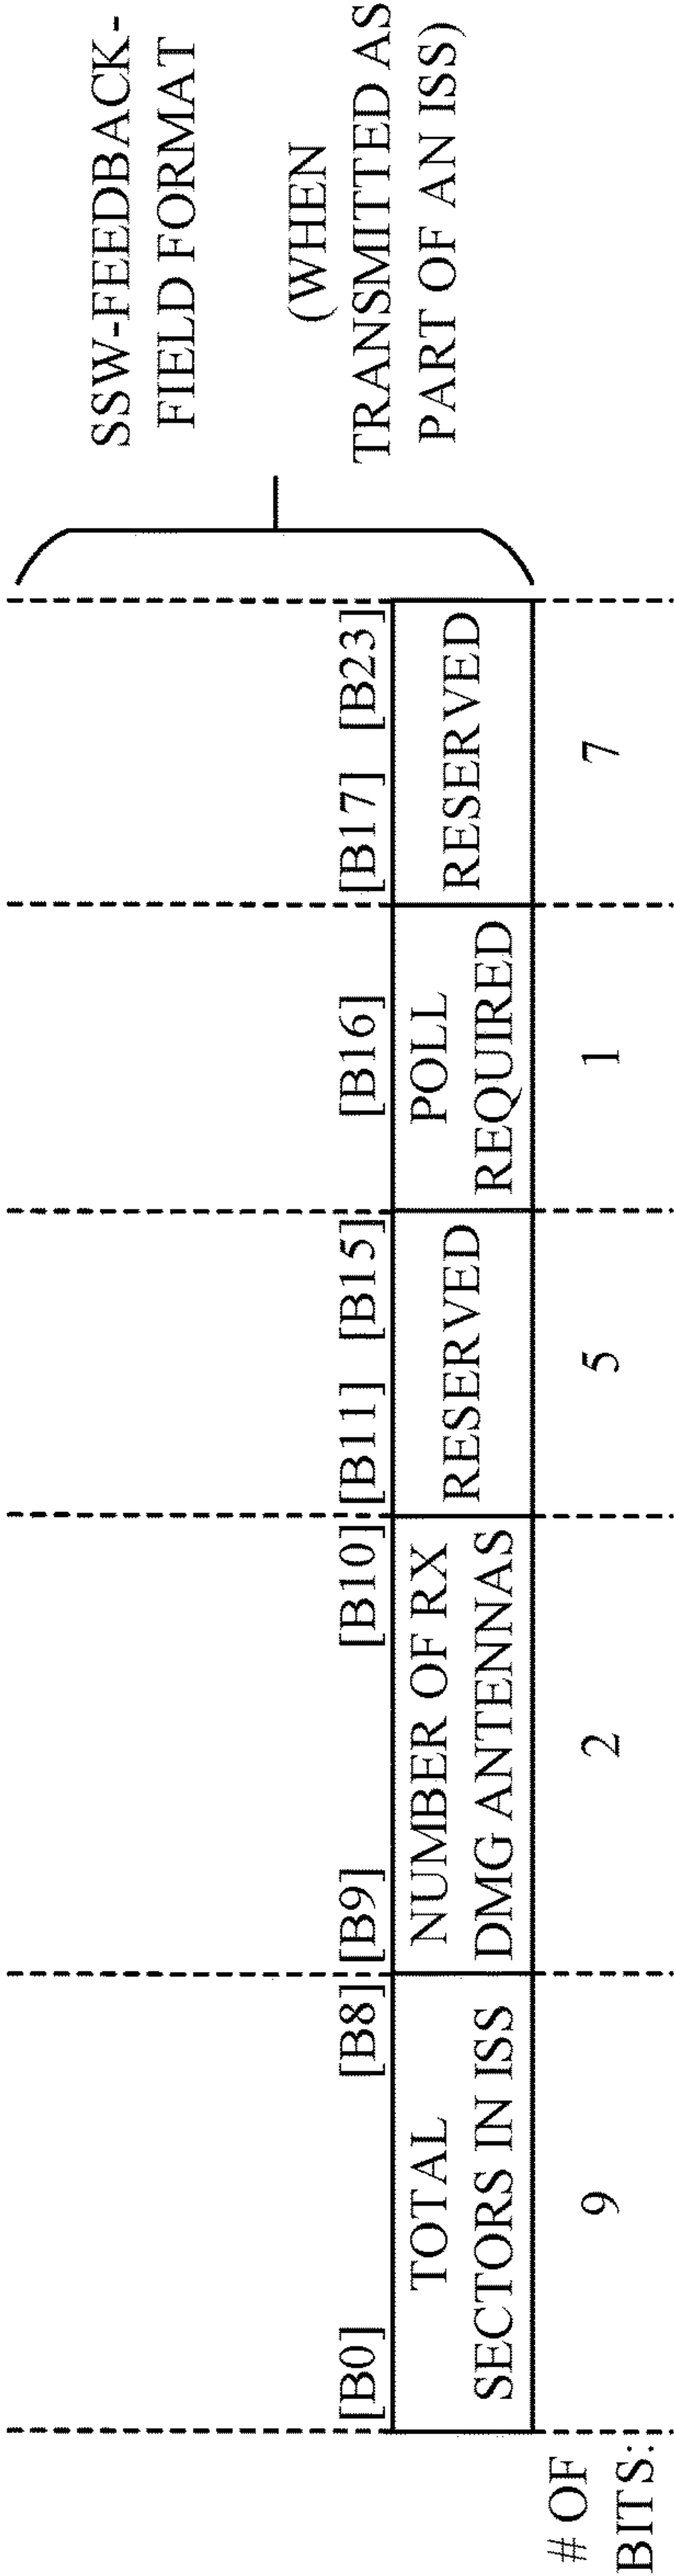 [B0] [B8] [B9] [B10] [B11] [B15] [B16] [B17] [B23]
TOTAL
SECTORS IN ISS
NUMBER OF RX
DMG ANTENNAS
RESERVED
POLL
REQUIRED
RESERVED
# OF
BITS:
9 2 5 1 7
SSW-FEEDBACK-
FIELD FORMAT
(WHEN
TRANSMITTED AS
PART OF AN ISS)